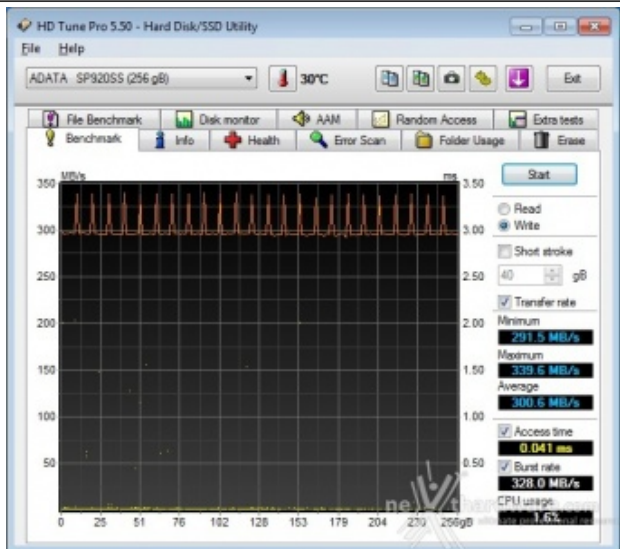 HD Tune Pro 5.50 - Hard Disk/SSD Utility
File Help
ADATA SP920SS (256 gB) 30°C Exit
File Benchmark Disk monitor AAM Random Access Extra tests
Benchmark Info Health Error Scan Folder Usage Erase
MB/s ms Start
350 3.50
Read
300 3.00 Write
Short stroke
250 2.50 40 gB
Transfer rate
200 2.00 Minimum
291.5 MB/s
Maximum
150 1.50 339.6 MB/s
Average
300.6 MB/s
100 1.00
Access time
0.041 ms
50 0.50 Burst rate
328.0 MB/s
CPU usage
1.6%
0 25 51 76 102 128 153 179 204 230 256gB